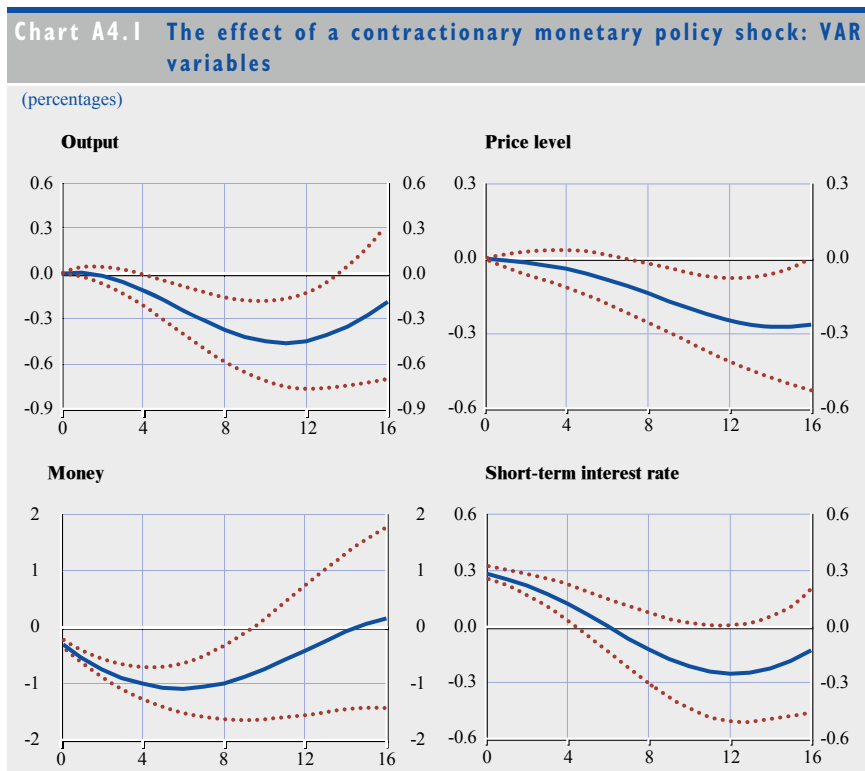 Chart A4.1 The effect of a contractionary monetary policy shock: VAR
variables
(percentages)
Output
0.6 0.6
0.3 0.3
0.0 0.0
-0.3 -0.3
-0.6 -0.6
-0.9 -0.9
0 4 8 12 16
Price level
0.3 0.3
0.0 0.0
-0.3 -0.3
-0.6 -0.6
0 4 8 12 16
Money
2 2
1 1
0 0
-1 -1
-2 -2
0 4 8 12 16
Short-term interest rate
0.6 0.6
0.3 0.3
0.0 0.0
-0.3 -0.3
-0.6 -0.6
0 4 8 12 16